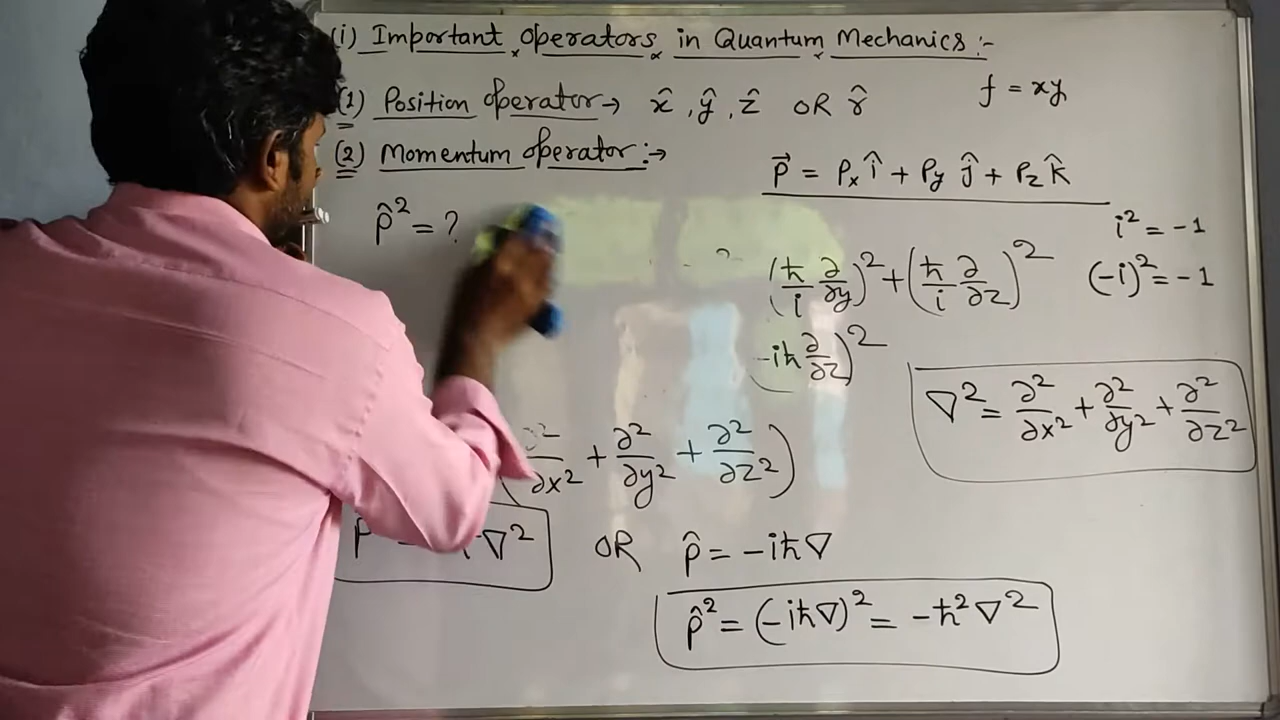 (i) Important Operators in Quantum Mechanics :-
(1) Position Operator → x̂, ŷ, ẑ OR r̂
f = xy
(2) Momentum Operator :→
P⃗ = Pₓ î + Py ĵ + Pz k̂
p̂² = ?
i² = -1
(ħ/i ∂/∂y)² + (ħ/i ∂/∂z)²
(-i)² = -1
-iħ ∂/∂z)²
∇² = ∂²/∂x² + ∂²/∂y² + ∂²/∂z²
∂²/∂x² + ∂²/∂y² + ∂²/∂z² )
∇² OR p̂ = -iħ∇
p̂² = (-iħ∇)² = -ħ²∇²